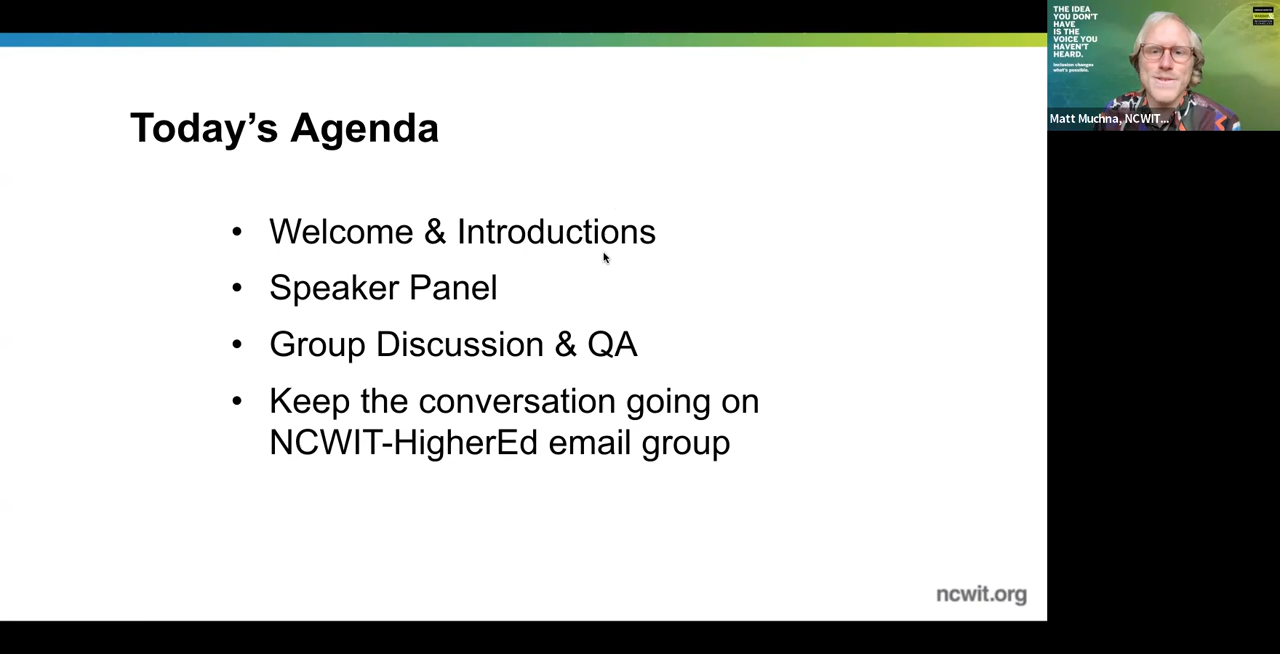 Today's Agenda
• Welcome & Introductions
• Speaker Panel
• Group Discussion & QA
• Keep the conversation going on
NCWIT-HigherEd email group
ncwit.org
THE IDEA
YOU DON'T
HAVE
IS THE
VOICE YOU
HAVEN'T
HEARD.
Inclusion changes
what's possible.
Matt Muchna, NCWIT...